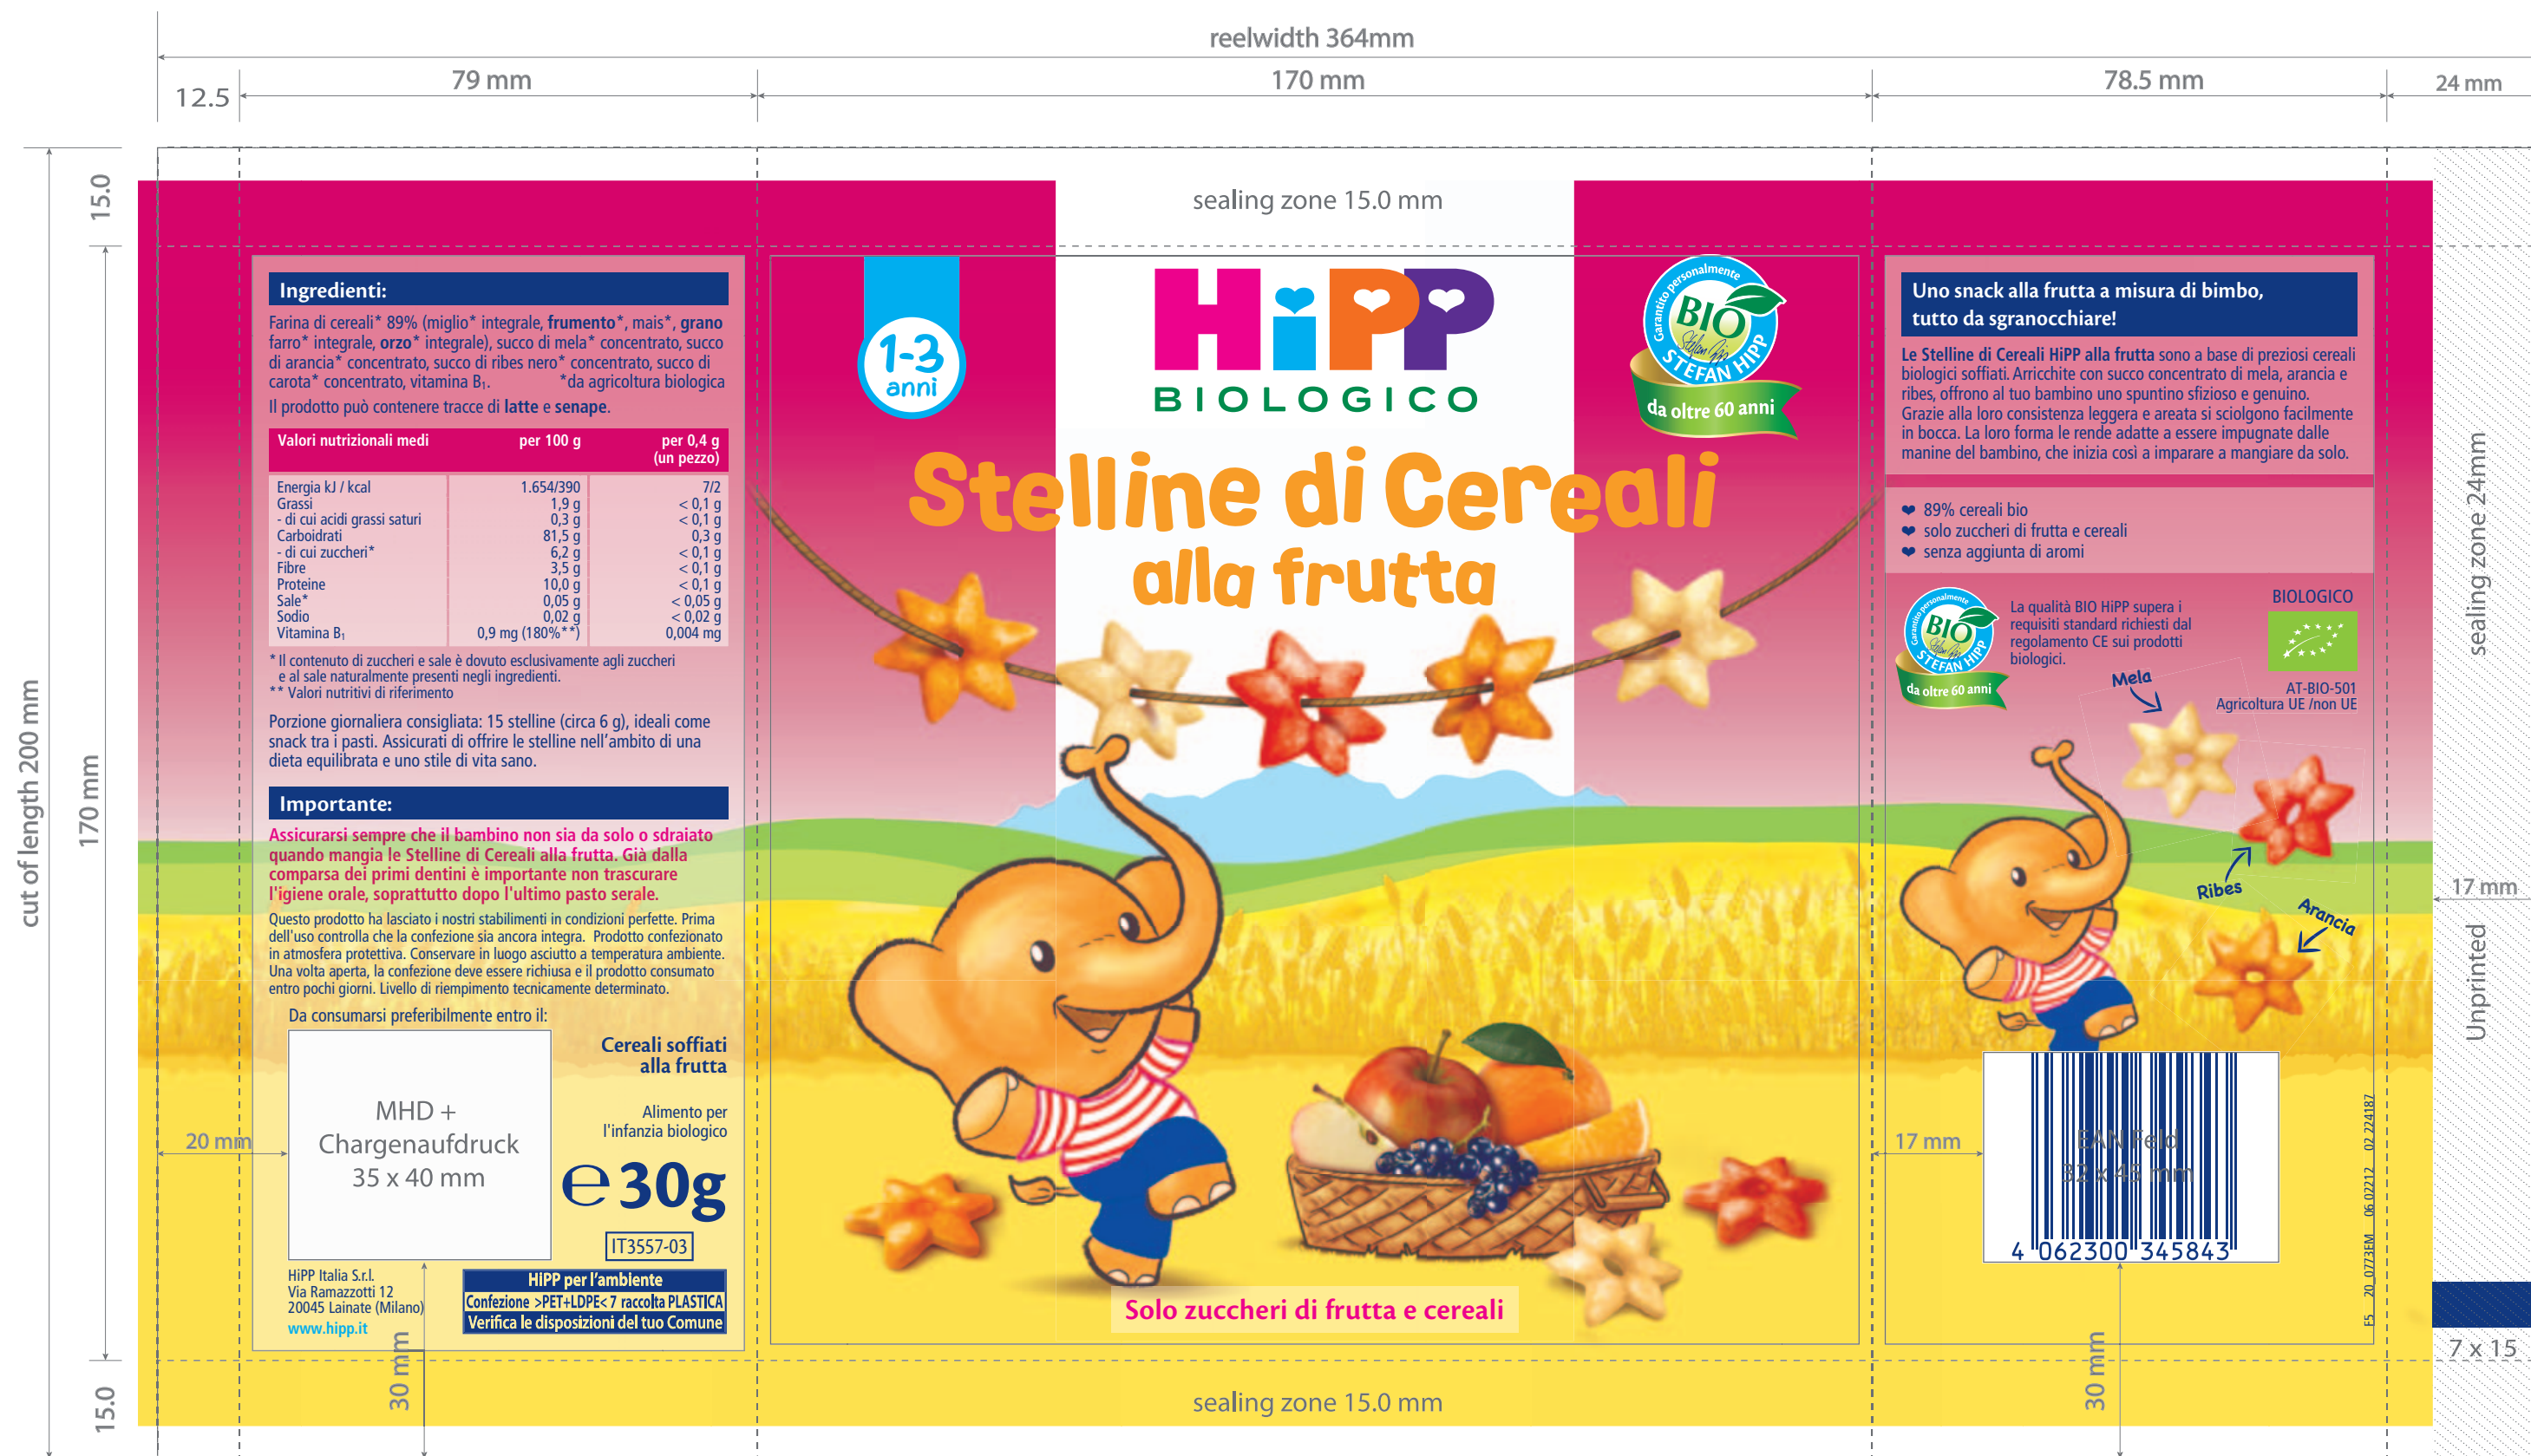 reelwidth 364mm
12.5
79 mm
170 mm
78.5 mm
24 mm
15.0
cut of length 200 mm
170 mm
15.0
sealing zone 15.0 mm
Ingredienti:
Farina di cereali* 89% (miglio* integrale, frumento*, mais*, grano
farro* integrale, orzo* integrale), succo di mela* concentrato, succo
di arancia* concentrato, succo di ribes nero* concentrato, succo di
carota* concentrato, vitamina B₁. *da agricoltura biologica
Il prodotto può contenere tracce di latte e senape.
Valori nutrizionali medi per 100 g per 0,4 g
(un pezzo)
Energia kJ / kcal 1.654/390 7/2
Grassi 1,9 g < 0,1 g
- di cui acidi grassi saturi 0,3 g < 0,1 g
Carboidrati 81,5 g 0,3 g
- di cui zuccheri* 6,2 g < 0,1 g
Fibre 3,5 g < 0,1 g
Proteine 10,0 g < 0,1 g
Sale* 0,05 g < 0,05 g
Sodio 0,02 g < 0,02 g
Vitamina B₁ 0,9 mg (180%**) 0,004 mg
* Il contenuto di zuccheri e sale è dovuto esclusivamente agli zuccheri
e al sale naturalmente presenti negli ingredienti.
** Valori nutritivi di riferimento
Porzione giornaliera consigliata: 15 stelline (circa 6 g), ideali come
snack tra i pasti. Assicurati di offrire le stelline nell'ambito di una
dieta equilibrata e uno stile di vita sano.
Importante:
Assicurarsi sempre che il bambino non sia da solo o sdraiato
quando mangia le Stelline di Cereali alla frutta. Già dalla
comparsa dei primi dentini è importante non trascurare
l'igiene orale, soprattutto dopo l'ultimo pasto serale.
Questo prodotto ha lasciato i nostri stabilimenti in condizioni perfette. Prima
dell'uso controlla che la confezione sia ancora integra. Prodotto confezionato
in atmosfera protettiva. Conservare in luogo asciutto a temperatura ambiente.
Una volta aperta, la confezione deve essere richiusa e il prodotto consumato
entro pochi giorni. Livello di riempimento tecnicamente determinato.
Da consumarsi preferibilmente entro il:
MHD +
Chargenaufdruck
35 x 40 mm
20 mm
Cereali soffiati
alla frutta
Alimento per
l'infanzia biologico
℮ 30g
IT3557-03
HiPP Italia S.r.l.
Via Ramazzotti 12
20045 Lainate (Milano)
www.hipp.it
HiPP per l'ambiente
Confezione >PET+LDPE< 7 raccolta PLASTICA
Verifica le disposizioni del tuo Comune
30 mm
1-3
anni
HiPP
BIOLOGICO
Garantito personalmente
BIO
Stefan Hipp
STEFAN HIPP
da oltre 60 anni
Stelline di Cereali
alla frutta
Solo zuccheri di frutta e cereali
sealing zone 15.0 mm
Uno snack alla frutta a misura di bimbo,
tutto da sgranocchiare!
Le Stelline di Cereali HiPP alla frutta sono a base di preziosi cereali
biologici soffiati. Arricchite con succo concentrato di mela, arancia e
ribes, offrono al tuo bambino uno spuntino sfizioso e genuino.
Grazie alla loro consistenza leggera e areata si sciolgono facilmente
in bocca. La loro forma le rende adatte a essere impugnate dalle
manine del bambino, che inizia così a imparare a mangiare da solo.
❤ 89% cereali bio
❤ solo zuccheri di frutta e cereali
❤ senza aggiunta di aromi
Garantito personalmente
BIO
Stefan Hipp
STEFAN HIPP
da oltre 60 anni
La qualità BIO HiPP supera i
requisiti standard richiesti dal
regolamento CE sui prodotti
biologici.
BIOLOGICO
AT-BIO-501
Agricoltura UE /non UE
Mela
Ribes
Arancia
17 mm
EAN Feld
32 x 45 mm
4 062300 345843
F5 20_0773EM 06 02212 02 224187
30 mm
sealing zone 24mm
17 mm
Unprinted
7 x 15